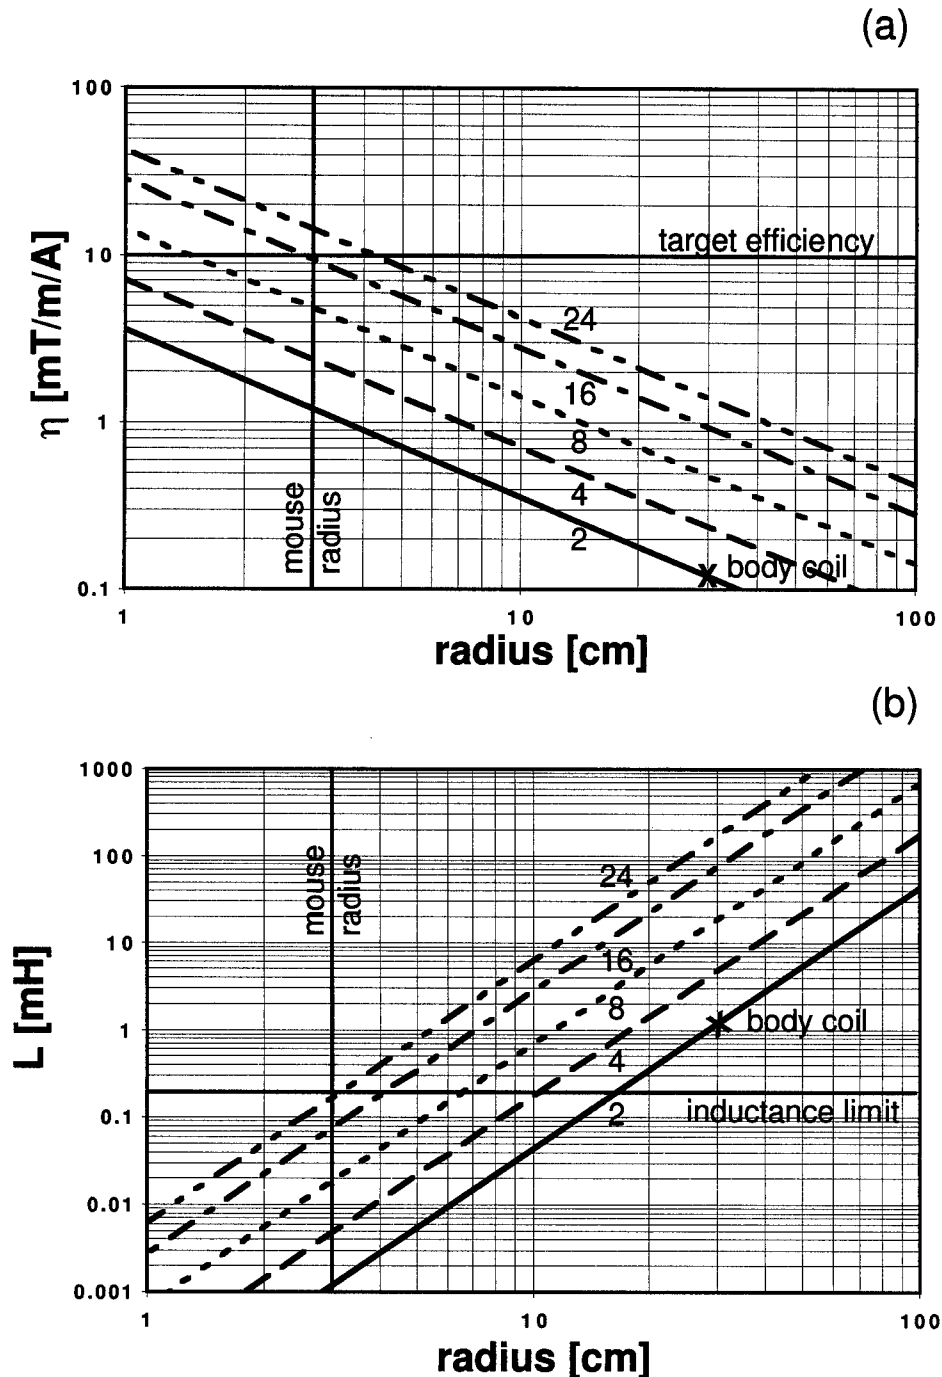 (a)
100
10
1
0.1
η [mT/m/A]
target efficiency
24
16
8
4
2
mouse
radius
x body coil
1
10
100
radius [cm]
(b)
1000
100
10
1
0.1
0.01
0.001
L [mH]
mouse
radius
24
16
8
4
2
body coil
inductance limit
1
10
100
radius [cm]